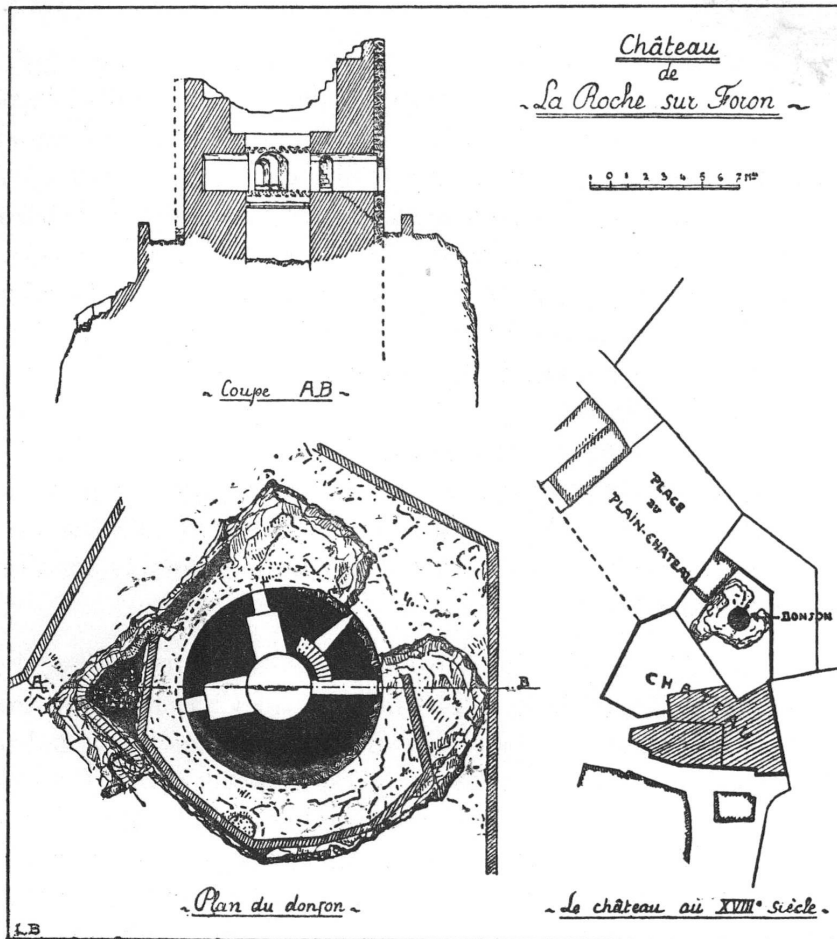 Château
de
~ La Roche sur Foron ~
1 0 1 2 3 4 5 6 7 Mts
~ Coupe AB ~
PLACE
DU
PLAIN-CHATEAU
DONJON
CHATEAU
A
B
~ Plan du donjon ~
~ Le château au XVIIIe siècle ~
L.B